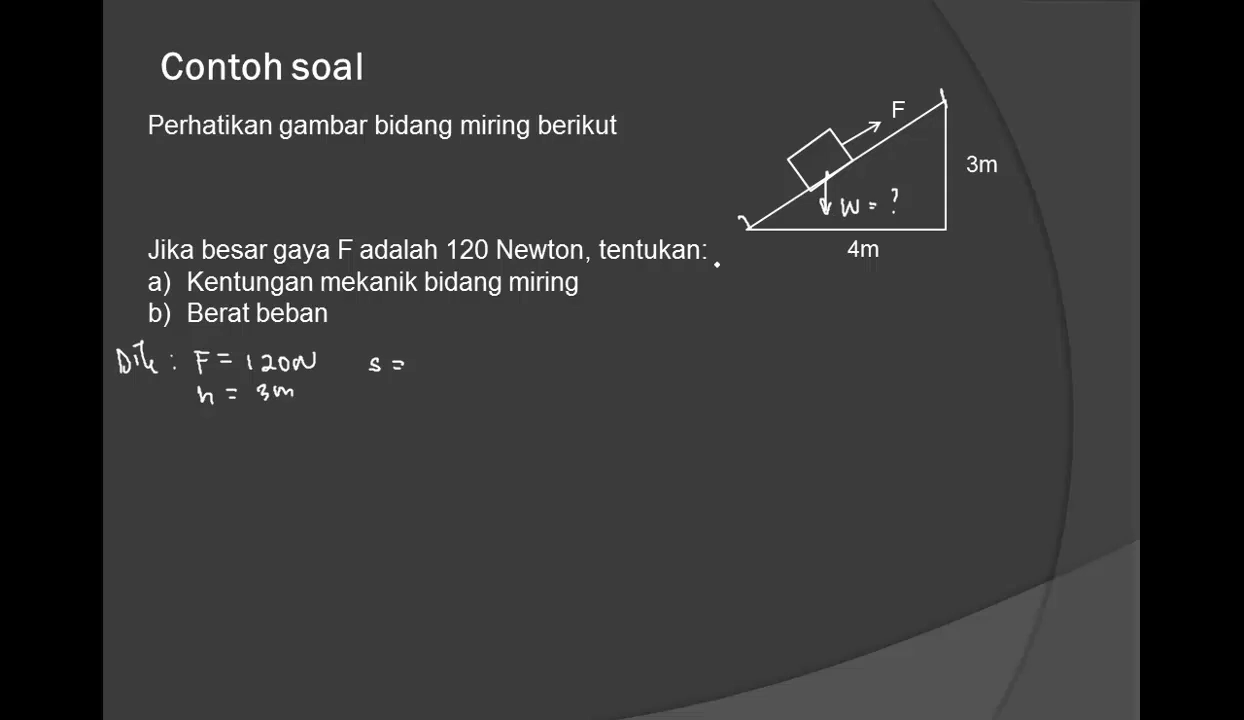 Contoh soal
Perhatikan gambar bidang miring berikut
F
3m
W = ?
4m
Jika besar gaya F adalah 120 Newton, tentukan:
a) Kentungan mekanik bidang miring
b) Berat beban
Dik : F = 120N s =
h = 3m